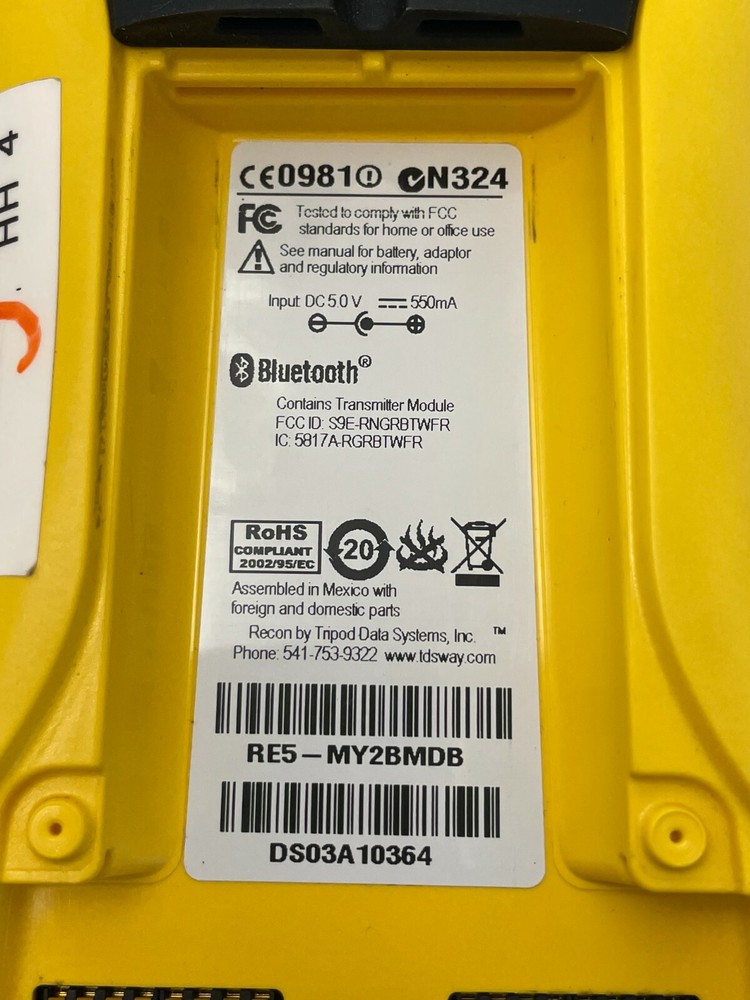 HH 4
CE0981 N324
FC Tested to comply with FCC
standards for home or office use
See manual for battery, adaptor
and regulatory information
Input: DC 5.0 V 550mA
Bluetooth®
Contains Transmitter Module
FCC ID: S9E-RNGRBTWFR
IC: 5817A-RGRBTWFR
RoHS
COMPLIANT
2002/95/EC
20
Assembled in Mexico with
foreign and domestic parts
Recon by Tripod Data Systems, Inc. ™
Phone: 541-753-9322 www.tdsway.com
RE5-MY2BMDB
DS03A10364